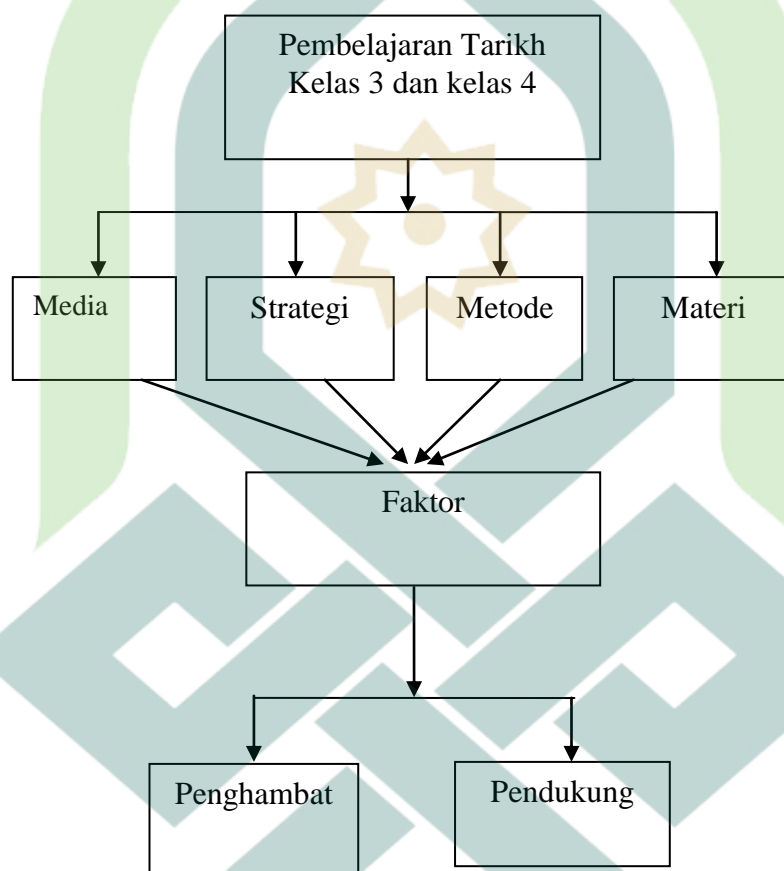 Pembelajaran Tarikh
Kelas 3 dan kelas 4
Media
Strategi
Metode
Materi
Faktor
Penghambat
Pendukung